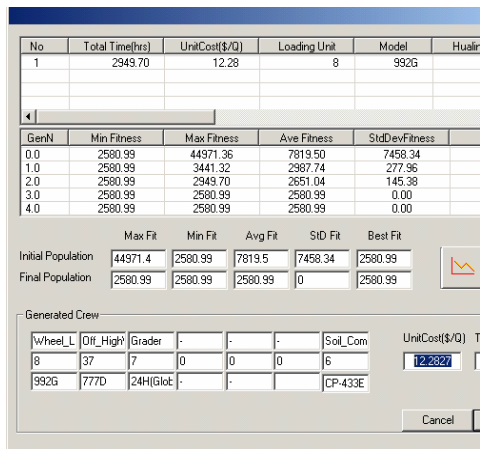 No Total Time(hrs) UnitCost($/Q) Loading Unit Model Hualin
1 2949.70 12.28 8 992G
GenN Min Fitness Max Fitness Ave Fitness StdDevFitness
0.0 2580.99 44971.36 7819.50 7458.34
1.0 2580.99 3441.32 2987.74 277.96
2.0 2580.99 2949.70 2651.04 145.38
3.0 2580.99 2580.99 2580.99 0.00
4.0 2580.99 2580.99 2580.99 0.00
Max Fit Min Fit Avg Fit StD Fit Best Fit
Initial Population 44971.4 2580.99 7819.5 7458.34 2580.99
Final Population 2580.99 2580.99 2580.99 0 2580.99
Generated Crew
Wheel_L Off_High Grader - - - Soil_Com UnitCost($/Q) T
8 37 7 0 0 0 6 12.2827
992G 777D 24H(Glob - - CP-433E
Cancel